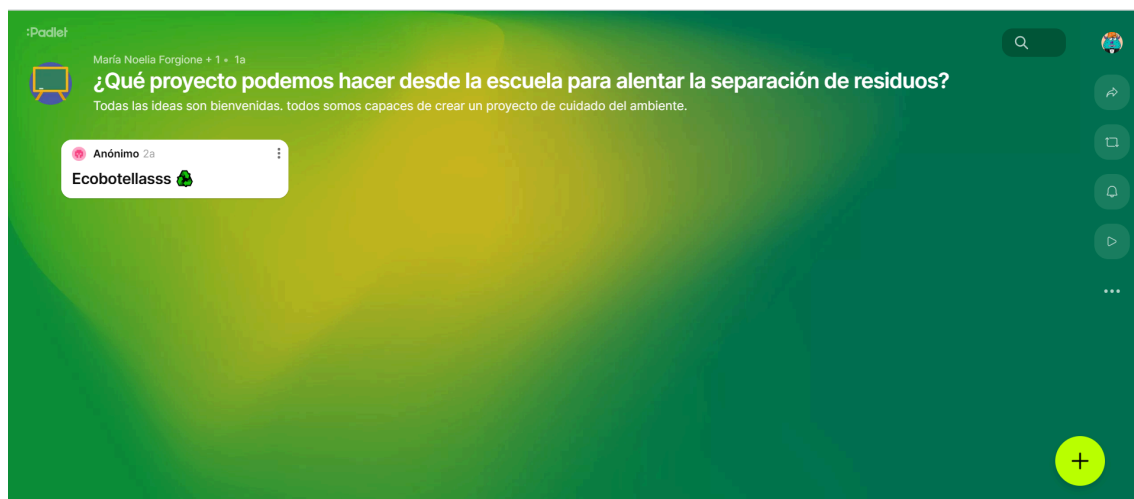 :Padlet
María Noelia Forgione + 1 • 1a
¿Qué proyecto podemos hacer desde la escuela para alentar la separación de residuos?
Todas las ideas son bienvenidas. todos somos capaces de crear un proyecto de cuidado del ambiente.
Anónimo 2a
Ecobotellasss